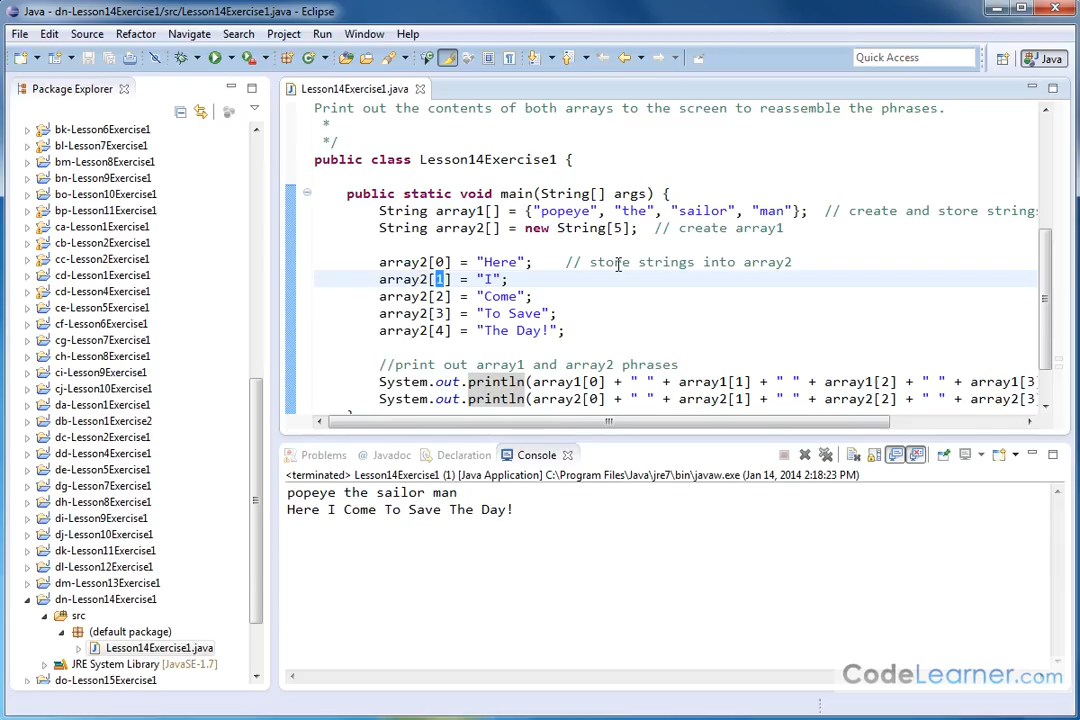 Java - dn-Lesson14Exercise1/src/Lesson14Exercise1.java - Eclipse
File Edit Source Refactor Navigate Search Project Run Window Help
Quick Access
Java
Package Explorer
Lesson14Exercise1.java
bk-Lesson6Exercise1
bl-Lesson7Exercise1
bm-Lesson8Exercise1
bn-Lesson9Exercise1
bo-Lesson10Exercise1
bp-Lesson11Exercise1
ca-Lesson1Exercise1
cb-Lesson2Exercise1
cc-Lesson3Exercise1
cd-Lesson4Exercise1
ce-Lesson5Exercise1
cf-Lesson6Exercise1
cg-Lesson7Exercise1
ch-Lesson8Exercise1
ci-Lesson9Exercise1
cj-Lesson10Exercise1
da-Lesson1Exercise1
db-Lesson1Exercise2
dc-Lesson2Exercise1
dd-Lesson4Exercise1
de-Lesson5Exercise1
dg-Lesson7Exercise1
dh-Lesson8Exercise1
di-Lesson9Exercise1
dj-Lesson10Exercise1
dk-Lesson11Exercise1
dl-Lesson12Exercise1
dm-Lesson13Exercise1
dn-Lesson14Exercise1
src
(default package)
Lesson14Exercise1.java
JRE System Library [JavaSE-1.7]
do-Lesson15Exercise1
Print out the contents of both arrays to the screen to reassemble the phrases.
*
*/
public class Lesson14Exercise1 {
public static void main(String[] args) {
String array1[] = {"popeye", "the", "sailor", "man"}; // create and store strings
String array2[] = new String[5]; // create array1
array2[0] = "Here"; // store strings into array2
array2[1] = "I";
array2[2] = "Come";
array2[3] = "To Save";
array2[4] = "The Day!";
//print out array1 and array2 phrases
System.out.println(array1[0] + " " + array1[1] + " " + array1[2] + " " + array1[3]
System.out.println(array2[0] + " " + array2[1] + " " + array2[2] + " " + array2[3]
Problems Javadoc Declaration Console
<terminated> Lesson14Exercise1 (1) [Java Application] C:\Program Files\Java\jre7\bin\javaw.exe (Jan 14, 2014 2:18:23 PM)
popeye the sailor man
Here I Come To Save The Day!
CodeLearner.com